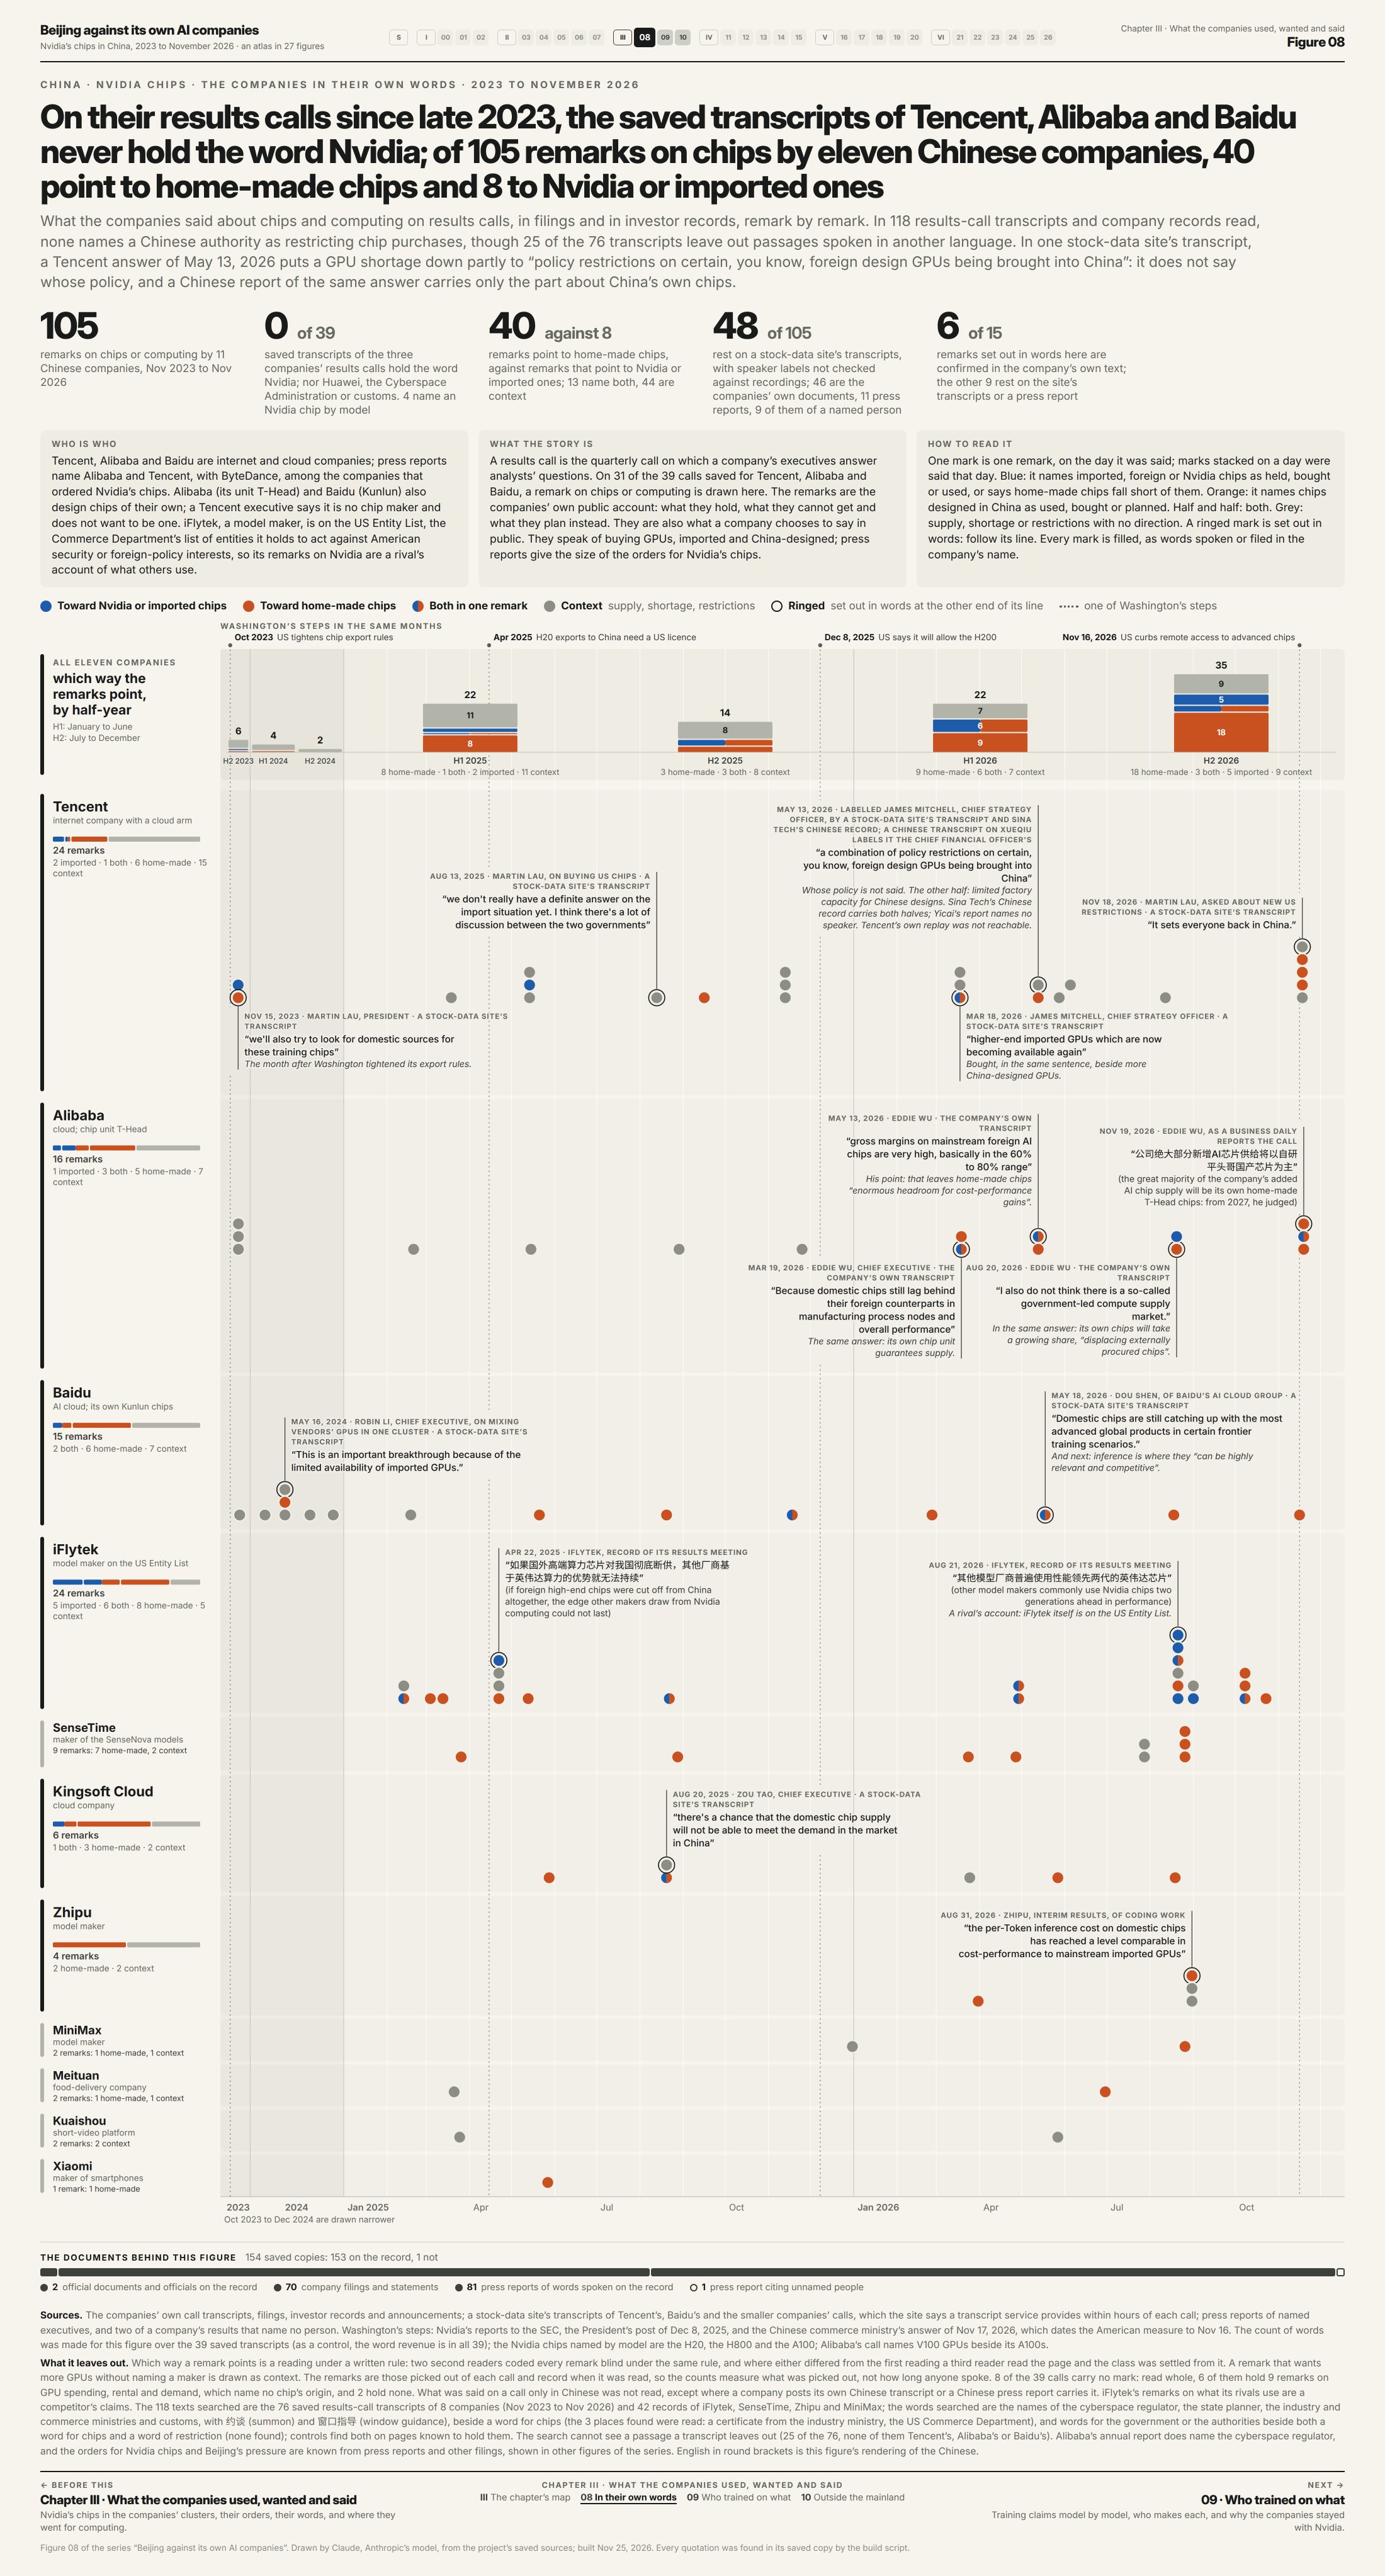 Beijing against its own AI companies
Nvidia's chips in China, 2023 to November 2026 · an atlas in 27 figures
S I 00 01 02 II 03 04 05 06 07 III 08 09 10 IV 11 12 13 14 15 V 16 17 18 19 20 VI 21 22 23 24 25 26
Chapter III · What the companies used, wanted and said
Figure 08
CHINA · NVIDIA CHIPS · THE COMPANIES IN THEIR OWN WORDS · 2023 TO NOVEMBER 2026
On their results calls since late 2023, the saved transcripts of Tencent, Alibaba and Baidu
never hold the word Nvidia; of 105 remarks on chips by eleven Chinese companies, 40
point to home-made chips and 8 to Nvidia or imported ones
What the companies said about chips and computing on results calls, in filings and in investor records, remark by remark. In 118 results-call transcripts and company records read,
none names a Chinese authority as restricting chip purchases, though 25 of the 76 transcripts leave out passages spoken in another language. In one stock-data site's transcript,
a Tencent answer of May 13, 2026 puts a GPU shortage down partly to “policy restrictions on certain, you know, foreign design GPUs being brought into China”: it does not say
whose policy, and a Chinese report of the same answer carries only the part about China's own chips.
105
remarks on chips or computing by 11
Chinese companies, Nov 2023 to Nov
2026
0 of 39
saved transcripts of the three
companies' results calls hold the word
Nvidia; nor Huawei, the Cyberspace
Administration or customs. 4 name an
Nvidia chip by model
40 against 8
remarks point to home-made chips,
against remarks that point to Nvidia or
imported ones; 13 name both, 44 are
context
48 of 105
rest on a stock-data site's transcripts,
with speaker labels not checked
against recordings; 46 are the
companies' own documents, 11 press
reports, 9 of them of a named person
6 of 15
remarks set out in words here are
confirmed in the company's own text;
the other 9 rest on the site's
transcripts or a press report
WHO IS WHO
Tencent, Alibaba and Baidu are internet and cloud companies; press reports
name Alibaba and Tencent, with ByteDance, among the companies that
ordered Nvidia's chips. Alibaba (its unit T-Head) and Baidu (Kunlun) also
design chips of their own; a Tencent executive says it is no chip maker and
does not want to be one. iFlytek, a model maker, is on the US Entity List, the
Commerce Department's list of entities it holds to act against American
security or foreign-policy interests, so its remarks on Nvidia are a rival's
account of what others use.
WHAT THE STORY IS
A results call is the quarterly call on which a company's executives answer
analysts' questions. On 31 of the 39 calls saved for Tencent, Alibaba and
Baidu, a remark on chips or computing is drawn here. The remarks are the
companies' own public account: what they hold, what they cannot get and
what they plan instead. They are also what a company chooses to say in
public. They speak of buying GPUs, imported and China-designed; press
reports give the size of the orders for Nvidia's chips.
HOW TO READ IT
One mark is one remark, on the day it was said; marks stacked on a day were
said that day. Blue: it names imported, foreign or Nvidia chips as held, bought
or used, or says home-made chips fall short of them. Orange: it names chips
designed in China as used, bought or planned. Half and half: both. Grey:
supply, shortage or restrictions with no direction. A ringed mark is set out in
words: follow its line. Every mark is filled, as words spoken or filed in the
company's name.
Toward Nvidia or imported chips Toward home-made chips Both in one remark Context supply, shortage, restrictions Ringed set out in words at the other end of its line one of Washington's steps
WASHINGTON'S STEPS IN THE SAME MONTHS
Oct 2023 US tightens chip export rules
Apr 2025 H20 exports to China need a US licence
Dec 8, 2025 US says it will allow the H200
Nov 16, 2026 US curbs remote access to advanced chips
ALL ELEVEN COMPANIES
which way the
remarks point,
by half-year
H1: January to June
H2: July to December
6
H2 2023
4
H1 2024
2
H2 2024
22
11
8
H1 2025
8 home-made · 1 both · 2 imported · 11 context
14
8
H2 2025
3 home-made · 3 both · 8 context
22
7
6
9
H1 2026
9 home-made · 6 both · 7 context
35
9
5
18
H2 2026
18 home-made · 3 both · 5 imported · 9 context
Tencent
internet company with a cloud arm
24 remarks
2 imported · 1 both · 6 home-made · 15
context
MAY 13, 2026 · LABELLED JAMES MITCHELL, CHIEF STRATEGY
OFFICER, BY A STOCK-DATA SITE'S TRANSCRIPT AND SINA
TECH'S CHINESE RECORD; A CHINESE TRANSCRIPT ON XUEQIU
LABELS IT THE CHIEF FINANCIAL OFFICER'S
“a combination of policy restrictions on certain,
you know, foreign design GPUs being brought into
China”
Whose policy is not said. The other half: limited factory
capacity for Chinese designs. Sina Tech's Chinese
record carries both halves; Yicai's report names no
speaker. Tencent's own replay was not reachable.
AUG 13, 2025 · MARTIN LAU, ON BUYING US CHIPS · A
STOCK-DATA SITE'S TRANSCRIPT
“we don't really have a definite answer on the
import situation yet. I think there's a lot of
discussion between the two governments”
NOV 18, 2026 · MARTIN LAU, ASKED ABOUT NEW US
RESTRICTIONS · A STOCK-DATA SITE'S TRANSCRIPT
“It sets everyone back in China.”
NOV 15, 2023 · MARTIN LAU, PRESIDENT · A STOCK-DATA SITE'S
TRANSCRIPT
“we'll also try to look for domestic sources for
these training chips”
The month after Washington tightened its export rules.
MAR 18, 2026 · JAMES MITCHELL, CHIEF STRATEGY OFFICER · A
STOCK-DATA SITE'S TRANSCRIPT
“higher-end imported GPUs which are now
becoming available again”
Bought, in the same sentence, beside more
China-designed GPUs.
Alibaba
cloud; chip unit T-Head
16 remarks
1 imported · 3 both · 5 home-made · 7
context
MAY 13, 2026 · EDDIE WU · THE COMPANY'S OWN
TRANSCRIPT
“gross margins on mainstream foreign AI
chips are very high, basically in the 60%
to 80% range”
His point: that leaves home-made chips
“enormous headroom for cost-performance
gains”.
NOV 19, 2026 · EDDIE WU, AS A BUSINESS DAILY
REPORTS THE CALL
“公司绝大部分新增AI芯片供给将以自研
平头哥国产芯片为主”
(the great majority of the company's added
AI chip supply will be its own home-made
T-Head chips: from 2027, he judged)
MAR 19, 2026 · EDDIE WU, CHIEF EXECUTIVE · THE
COMPANY'S OWN TRANSCRIPT
“Because domestic chips still lag behind
their foreign counterparts in
manufacturing process nodes and
overall performance”
The same answer: its own chip unit
guarantees supply.
AUG 20, 2026 · EDDIE WU · THE COMPANY'S OWN
TRANSCRIPT
“I also do not think there is a so-called
government-led compute supply
market.”
In the same answer: its own chips will take
a growing share, “displacing externally
procured chips”.
Baidu
AI cloud; its own Kunlun chips
15 remarks
2 both · 6 home-made · 7 context
MAY 16, 2024 · ROBIN LI, CHIEF EXECUTIVE, ON MIXING
VENDORS' GPUS IN ONE CLUSTER · A STOCK-DATA SITE'S
TRANSCRIPT
“This is an important breakthrough because of the
limited availability of imported GPUs.”
MAY 18, 2026 · DOU SHEN, OF BAIDU'S AI CLOUD GROUP · A
STOCK-DATA SITE'S TRANSCRIPT
“Domestic chips are still catching up with the most
advanced global products in certain frontier
training scenarios.”
And next: inference is where they “can be highly
relevant and competitive”.
iFlytek
model maker on the US Entity List
24 remarks
5 imported · 6 both · 8 home-made · 5
context
APR 22, 2025 · IFLYTEK, RECORD OF ITS RESULTS MEETING
“如果国外高端算力芯片对我国彻底断供，其他厂商基
于英伟达算力的优势就无法持续”
(if foreign high-end chips were cut off from China
altogether, the edge other makers draw from Nvidia
computing could not last)
AUG 21, 2026 · IFLYTEK, RECORD OF ITS RESULTS MEETING
“其他模型厂商普遍使用性能领先两代的英伟达芯片”
(other model makers commonly use Nvidia chips two
generations ahead in performance)
A rival's account: iFlytek itself is on the US Entity List.
SenseTime
maker of the SenseNova models
9 remarks: 7 home-made, 2 context
Kingsoft Cloud
cloud company
6 remarks
1 both · 3 home-made · 2 context
AUG 20, 2025 · ZOU TAO, CHIEF EXECUTIVE · A STOCK-DATA
SITE'S TRANSCRIPT
“there's a chance that the domestic chip supply
will not be able to meet the demand in the market
in China”
Zhipu
model maker
4 remarks
2 home-made · 2 context
AUG 31, 2026 · ZHIPU, INTERIM RESULTS, OF CODING WORK
“the per-Token inference cost on domestic chips
has reached a level comparable in
cost-performance to mainstream imported GPUs”
MiniMax
model maker
2 remarks: 1 home-made, 1 context
Meituan
food-delivery company
2 remarks: 1 home-made, 1 context
Kuaishou
short-video platform
2 remarks: 2 context
Xiaomi
maker of smartphones
1 remark: 1 home-made
2023 2024 Jan 2025 Apr Jul Oct Jan 2026 Apr Jul Oct
Oct 2023 to Dec 2024 are drawn narrower
THE DOCUMENTS BEHIND THIS FIGURE 154 saved copies: 153 on the record, 1 not
2 official documents and officials on the record 70 company filings and statements 81 press reports of words spoken on the record 1 press report citing unnamed people
Sources. The companies' own call transcripts, filings, investor records and announcements; a stock-data site's transcripts of Tencent's, Baidu's and the smaller companies' calls, which the site says a transcript service provides within hours of each call; press reports of named
executives, and two of a company's results that name no person. Washington's steps: Nvidia's reports to the SEC, the President's post of Dec 8, 2025, and the Chinese commerce ministry's answer of Nov 17, 2026, which dates the American measure to Nov 16. The count of words
was made for this figure over the 39 saved transcripts (as a control, the word revenue is in all 39); the Nvidia chips named by model are the H20, the H800 and the A100; Alibaba's call names V100 GPUs beside its A100s.
What it leaves out. Which way a remark points is a reading under a written rule: two second readers coded every remark blind under the same rule, and where either differed from the first reading a third reader read the page and the class was settled from it. A remark that wants
more GPUs without naming a maker is drawn as context. The remarks are those picked out of each call and record when it was read, so the counts measure what was picked out, not how long anyone spoke. 8 of the 39 calls carry no mark: read whole, 6 of them hold 9 remarks on
GPU spending, rental and demand, which name no chip's origin, and 2 hold none. What was said on a call only in Chinese was not read, except where a company posts its own Chinese transcript or a Chinese press report carries it. iFlytek's remarks on what its rivals use are a
competitor's claims. The 118 texts searched are the 76 saved results-call transcripts of 8 companies (Nov 2023 to Nov 2026) and 42 records of iFlytek, SenseTime, Zhipu and MiniMax; the words searched are the names of the cyberspace regulator, the state planner, the industry and
commerce ministries and customs, with 约谈 (summon) and 窗口指导 (window guidance), beside a word for chips (the 3 places found were read: a certificate from the industry ministry, the US Commerce Department), and words for the government or the authorities beside both a
word for chips and a word of restriction (none found); controls find both on pages known to hold them. The search cannot see a passage a transcript leaves out (25 of the 76, none of them Tencent's, Alibaba's or Baidu's). Alibaba's annual report does name the cyberspace regulator,
and the orders for Nvidia chips and Beijing's pressure are known from press reports and other filings, shown in other figures of the series. English in round brackets is this figure's rendering of the Chinese.
← BEFORE THIS
Chapter III · What the companies used, wanted and said
Nvidia's chips in the companies' clusters, their orders, their words, and where they
went for computing.
CHAPTER III · WHAT THE COMPANIES USED, WANTED AND SAID
III The chapter's map 08 In their own words 09 Who trained on what 10 Outside the mainland
NEXT →
09 · Who trained on what
Training claims model by model, who makes each, and why the companies stayed
with Nvidia.
Figure 08 of the series “Beijing against its own AI companies”. Drawn by Claude, Anthropic's model, from the project's saved sources; built Nov 25, 2026. Every quotation was found in its saved copy by the build script.